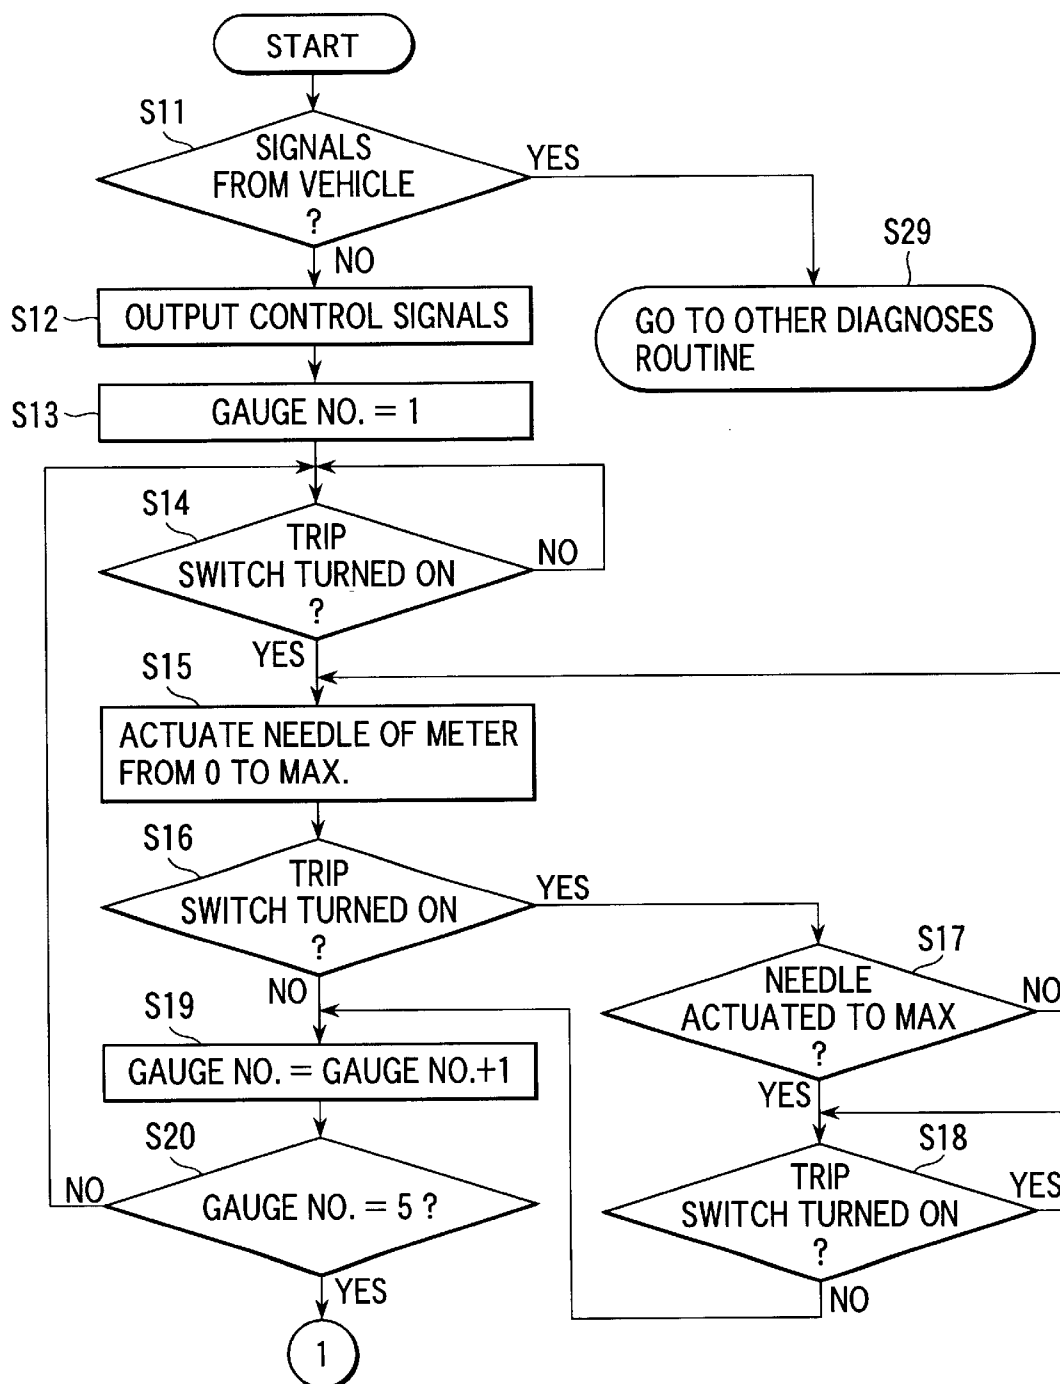 START
S11
SIGNALS
FROM VEHICLE
?
YES
NO
S29
GO TO OTHER DIAGNOSES
ROUTINE
S12
OUTPUT CONTROL SIGNALS
S13
GAUGE NO. = 1
S14
TRIP
SWITCH TURNED ON
?
NO
YES
S15
ACTUATE NEEDLE OF METER
FROM 0 TO MAX.
S16
TRIP
SWITCH TURNED ON
?
YES
NO
S17
NEEDLE
ACTUATED TO MAX
?
NO
YES
S19
GAUGE NO. = GAUGE NO.+1
S18
TRIP
SWITCH TURNED ON
?
YES
NO
S20
GAUGE NO. = 5 ?
NO
YES
1